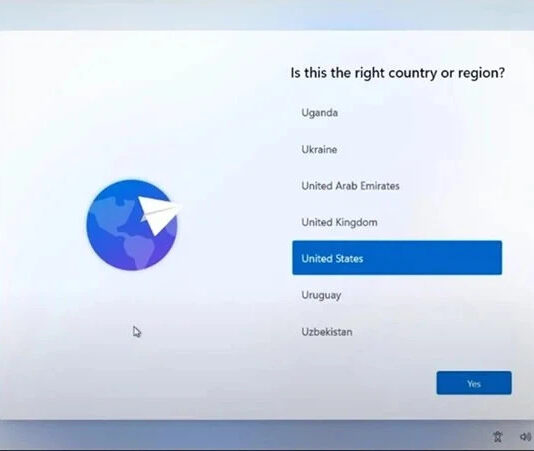 Is this the right country or region?
Uganda
Ukraine
United Arab Emirates
United Kingdom
United States
Uruguay
Uzbekistan
Yes